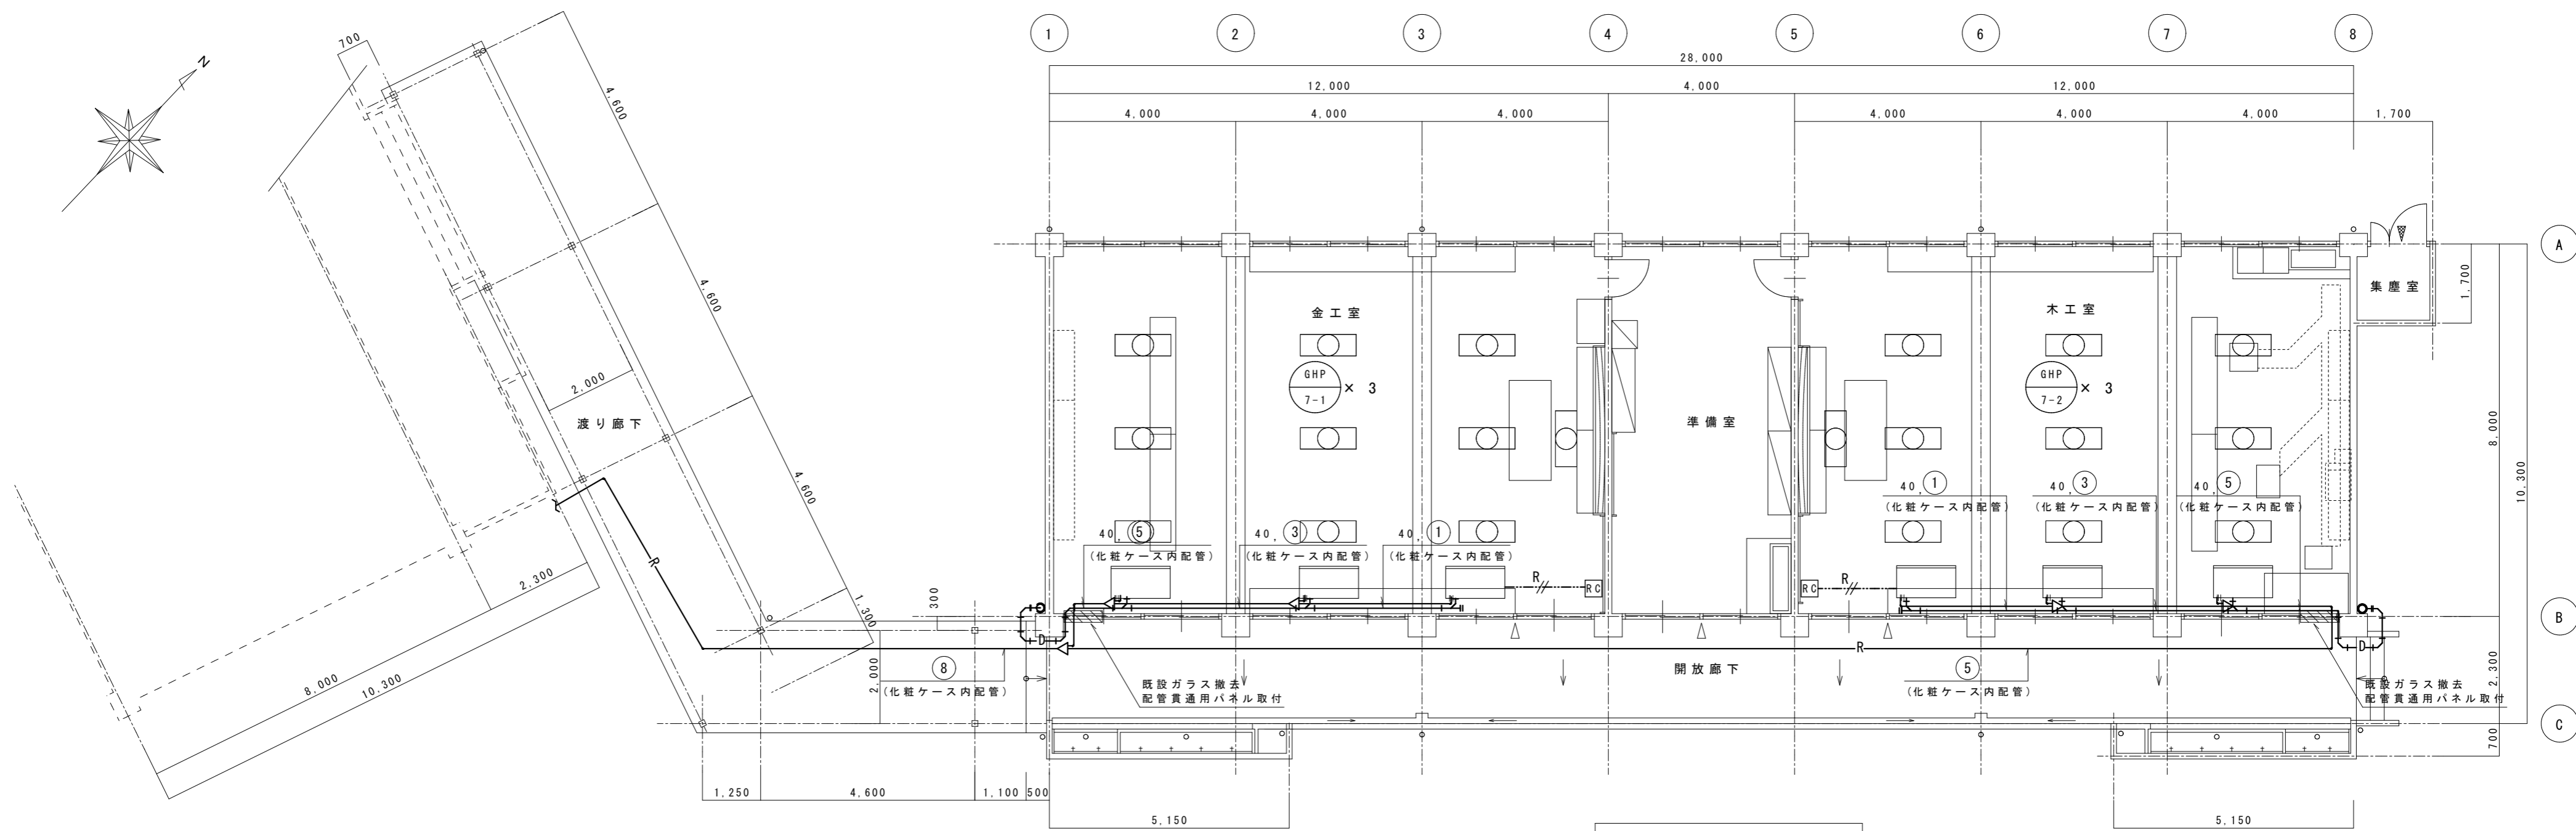 1
2
3
4
5
6
7
8
28,000
12,000
4,000
12,000
4,000
4,000
4,000
4,000
4,000
4,000
1,700
N
700
4,600
4,600
4,600
1,300
2,000
渡り廊下
R
2,300
8,000
10,300
A
B
C
金工室
GHP
7-1
× 3
準備室
木工室
GHP
7-2
× 3
集塵室
1,700
8,000
10,300
2,300
700
40, ①
(化粧ケース内配管)
40, ③
(化粧ケース内配管)
40, ⑤
(化粧ケース内配管)
40, ⑤
(化粧ケース内配管)
40, ③
(化粧ケース内配管)
40, ①
(化粧ケース内配管)
R
RC
RC
R
300
D
D
2,000
⑧
(化粧ケース内配管)
既設ガラス撤去
配管貫通用パネル取付
開放廊下
R
⑤
(化粧ケース内配管)
既設ガラス撤去
配管貫通用パネル取付
1,250
4,600
1,100
500
5,150
5,150